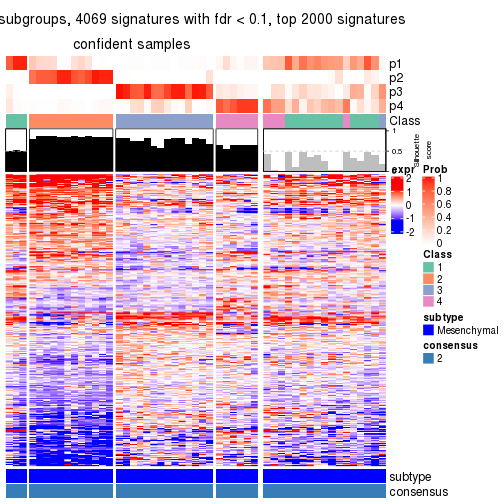 subgroups, 4069 signatures with fdr < 0.1, top 2000 signatures
confident samples
p1
p2
p3
p4
Class
1
0.5
0
Silhouette
score
expr
2
1
0
-1
-2
Prob
1
0.8
0.6
0.4
0.2
0
Class
1
2
3
4
subtype
Mesenchymal
consensus
2
subtype
consensus